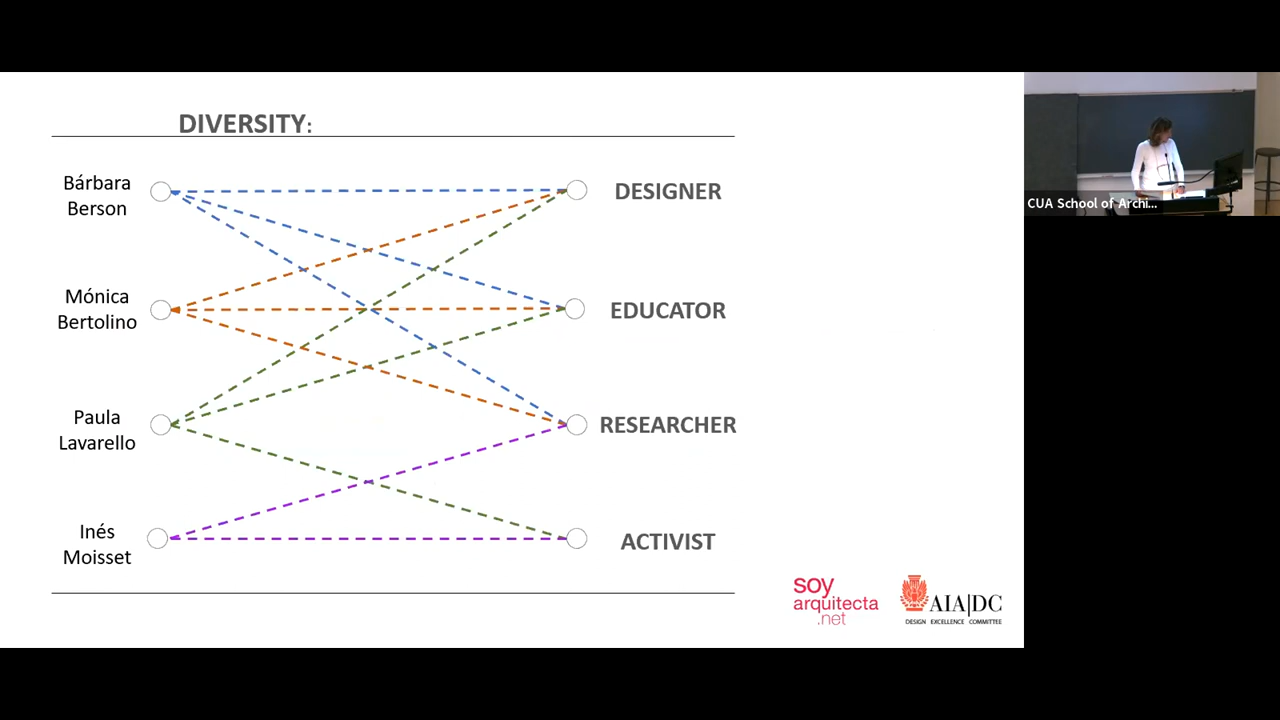 DIVERSITY:
Bárbara
Berson
DESIGNER
Mónica
Bertolino
EDUCATOR
Paula
Lavarello
RESEARCHER
Inés
Moisset
ACTIVIST
soy
arquitecta
.net
AIA|DC
DESIGN EXCELLENCE COMMITTEE
CUA School of Archi...